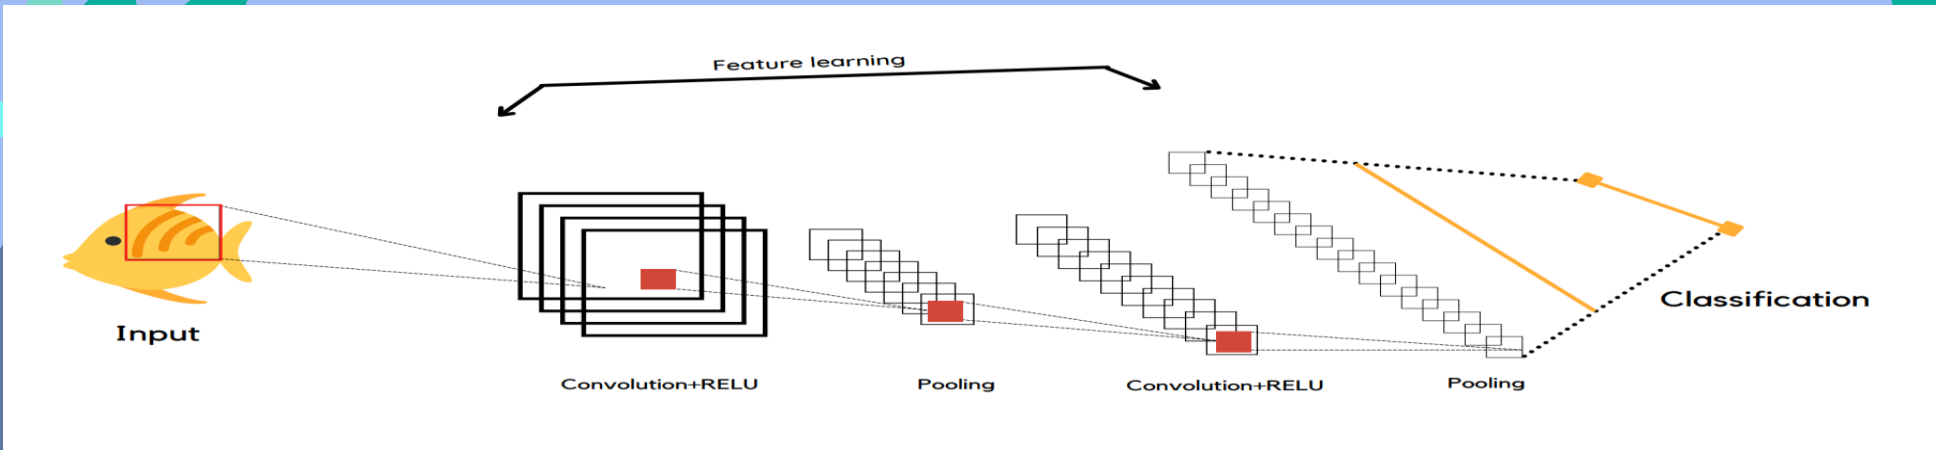 Feature learning
Input
Classification
Convolution+RELU
Pooling
Convolution+RELU
Pooling